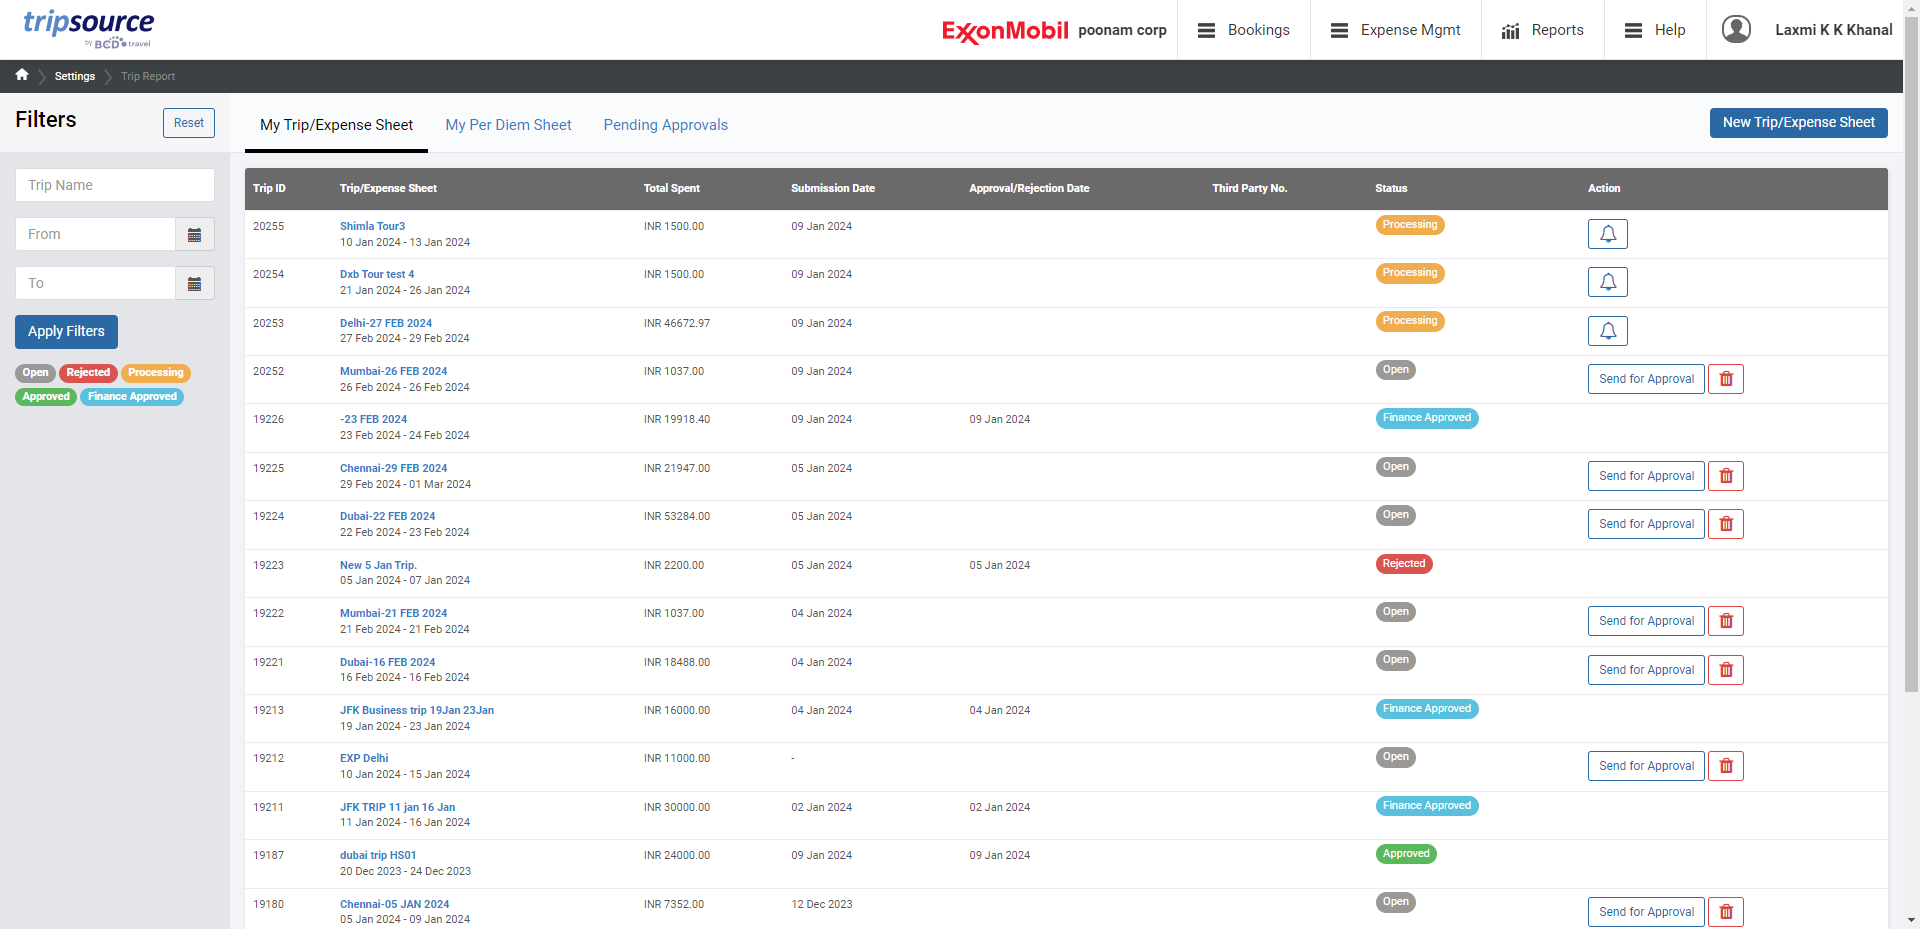 tripsource
by BCD travel
ExxonMobil poonam corp
Bookings
Expense Mgmt
Reports
Help
Laxmi K K Khanal
Settings
Trip Report
Filters
Reset
Trip Name
From
To
Apply Filters
Open Rejected Processing
Approved Finance Approved
My Trip/Expense Sheet My Per Diem Sheet Pending Approvals
New Trip/Expense Sheet
Trip ID Trip/Expense Sheet Total Spent Submission Date Approval/Rejection Date Third Party No. Status Action
20255 Shimla Tour3 INR 1500.00 09 Jan 2024 Processing
10 Jan 2024 - 13 Jan 2024
20254 Dxb Tour test 4 INR 1500.00 09 Jan 2024 Processing
21 Jan 2024 - 26 Jan 2024
20253 Delhi-27 FEB 2024 INR 46672.97 09 Jan 2024 Processing
27 Feb 2024 - 29 Feb 2024
20252 Mumbai-26 FEB 2024 INR 1037.00 09 Jan 2024 Open Send for Approval
26 Feb 2024 - 26 Feb 2024
19226 -23 FEB 2024 INR 19918.40 09 Jan 2024 09 Jan 2024 Finance Approved
23 Feb 2024 - 24 Feb 2024
19225 Chennai-29 FEB 2024 INR 21947.00 05 Jan 2024 Open Send for Approval
29 Feb 2024 - 01 Mar 2024
19224 Dubai-22 FEB 2024 INR 53284.00 05 Jan 2024 Open Send for Approval
22 Feb 2024 - 23 Feb 2024
19223 New 5 Jan Trip. INR 2200.00 05 Jan 2024 05 Jan 2024 Rejected
05 Jan 2024 - 07 Jan 2024
19222 Mumbai-21 FEB 2024 INR 1037.00 04 Jan 2024 Open Send for Approval
21 Feb 2024 - 21 Feb 2024
19221 Dubai-16 FEB 2024 INR 18488.00 04 Jan 2024 Open Send for Approval
16 Feb 2024 - 16 Feb 2024
19213 JFK Business trip 19Jan 23Jan INR 16000.00 04 Jan 2024 04 Jan 2024 Finance Approved
19 Jan 2024 - 23 Jan 2024
19212 EXP Delhi INR 11000.00 - Open Send for Approval
10 Jan 2024 - 15 Jan 2024
19211 JFK TRIP 11 jan 16 Jan INR 30000.00 02 Jan 2024 02 Jan 2024 Finance Approved
11 Jan 2024 - 16 Jan 2024
19187 dubai trip HS01 INR 24000.00 09 Jan 2024 09 Jan 2024 Approved
20 Dec 2023 - 24 Dec 2023
19180 Chennai-05 JAN 2024 INR 7352.00 12 Dec 2023 Open Send for Approval
05 Jan 2024 - 09 Jan 2024